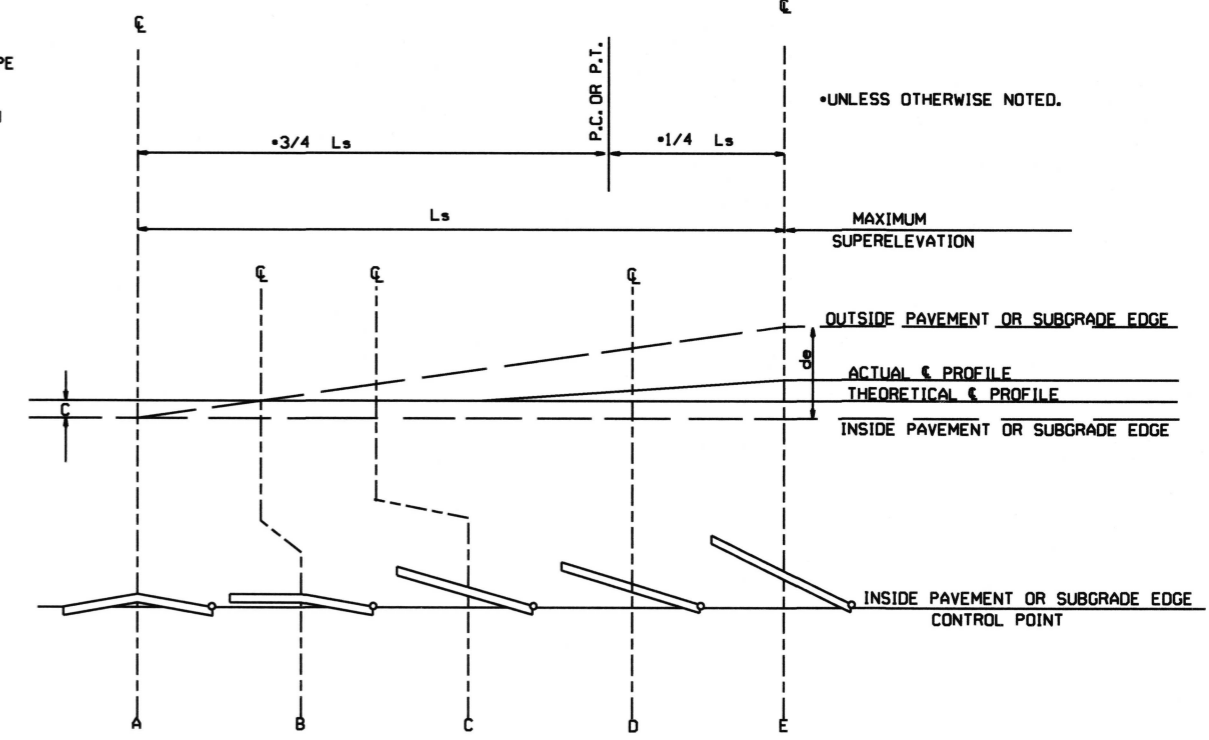 ℄
℄
PE
P.C. OR P.T.
•UNLESS OTHERWISE NOTED.
•3/4 Ls
•1/4 Ls
Ls
MAXIMUM
SUPERELEVATION
℄
℄
℄
OUTSIDE PAVEMENT OR SUBGRADE EDGE
de
ACTUAL ℄ PROFILE
C
THEORETICAL ℄ PROFILE
INSIDE PAVEMENT OR SUBGRADE EDGE
INSIDE PAVEMENT OR SUBGRADE EDGE
CONTROL POINT
A
B
C
D
E